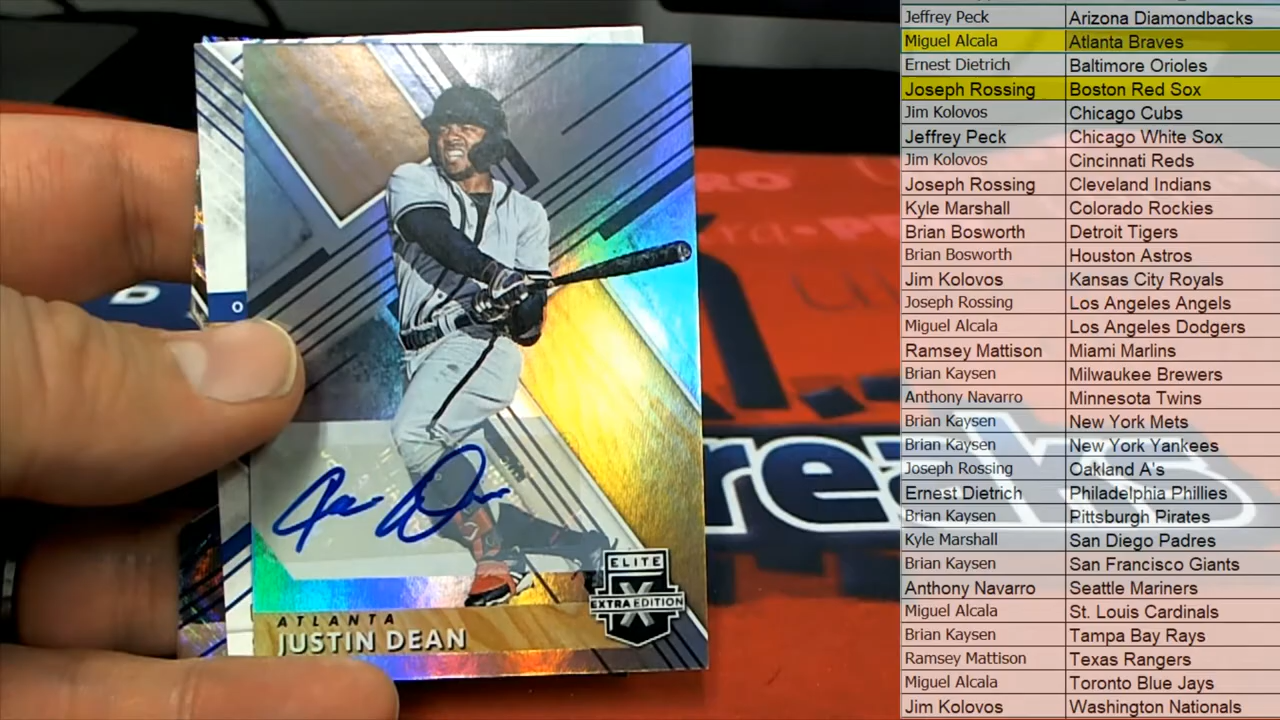 ATLANTA
JUSTIN DEAN
ELITE
X
EXTRA EDITION
reaks
Jeffrey Peck Arizona Diamondbacks
Miguel Alcala Atlanta Braves
Ernest Dietrich Baltimore Orioles
Joseph Rossing Boston Red Sox
Jim Kolovos Chicago Cubs
Jeffrey Peck Chicago White Sox
Jim Kolovos Cincinnati Reds
Joseph Rossing Cleveland Indians
Kyle Marshall Colorado Rockies
Brian Bosworth Detroit Tigers
Brian Bosworth Houston Astros
Jim Kolovos Kansas City Royals
Joseph Rossing Los Angeles Angels
Miguel Alcala Los Angeles Dodgers
Ramsey Mattison Miami Marlins
Brian Kaysen Milwaukee Brewers
Anthony Navarro Minnesota Twins
Brian Kaysen New York Mets
Brian Kaysen New York Yankees
Joseph Rossing Oakland A's
Ernest Dietrich Philadelphia Phillies
Brian Kaysen Pittsburgh Pirates
Kyle Marshall San Diego Padres
Brian Kaysen San Francisco Giants
Anthony Navarro Seattle Mariners
Miguel Alcala St. Louis Cardinals
Brian Kaysen Tampa Bay Rays
Ramsey Mattison Texas Rangers
Miguel Alcala Toronto Blue Jays
Jim Kolovos Washington Nationals